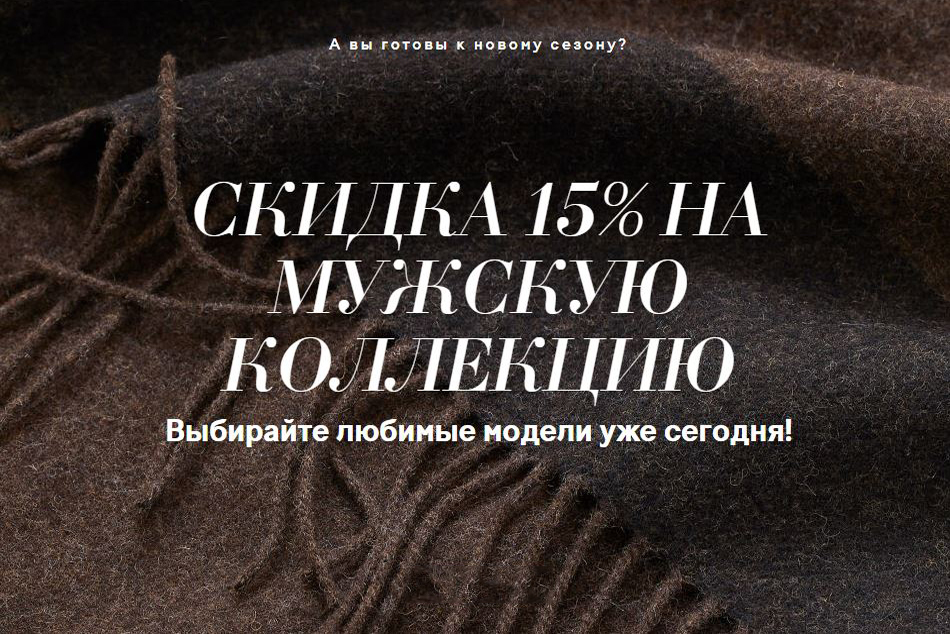 А вы готовы к новому сезону?
СКИДКА 15% НА
МУЖСКУЮ
КОЛЛЕКЦИЮ
Выбирайте любимые модели уже сегодня!